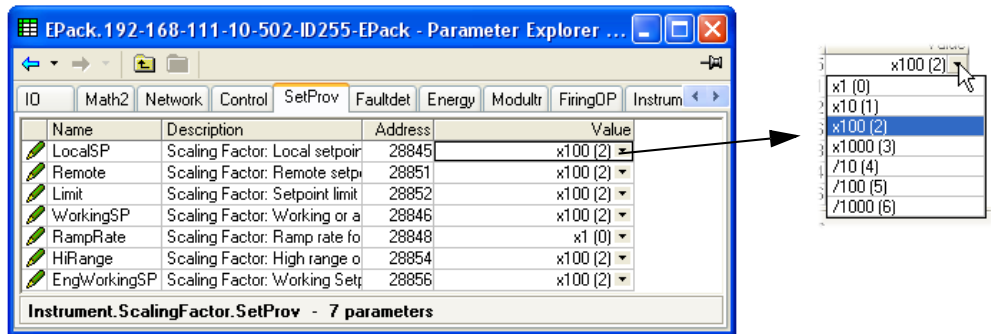 EPack.192-168-111-10-502-ID255-EPack - Parameter Explorer ...
IO Math2 Network Control SetProv Faultdet Energy Modultr FiringOP Instrum
Name Description Address Value
LocalSP Scaling Factor: Local setpoir 28845 x100 (2)
Remote Scaling Factor: Remote setp 28851 x100 (2)
Limit Scaling Factor: Setpoint limit 28852 x100 (2)
WorkingSP Scaling Factor: Working or a 28846 x100 (2)
RampRate Scaling Factor: Ramp rate fo 28848 x1 (0)
HiRange Scaling Factor: High range o 28854 x100 (2)
EngWorkingSP Scaling Factor: Working Setp 28856 x100 (2)
Instrument.ScalingFactor.SetProv - 7 parameters
x100 (2)
x1 (0)
x10 (1)
x100 (2)
x1000 (3)
/10 (4)
/100 (5)
/1000 (6)